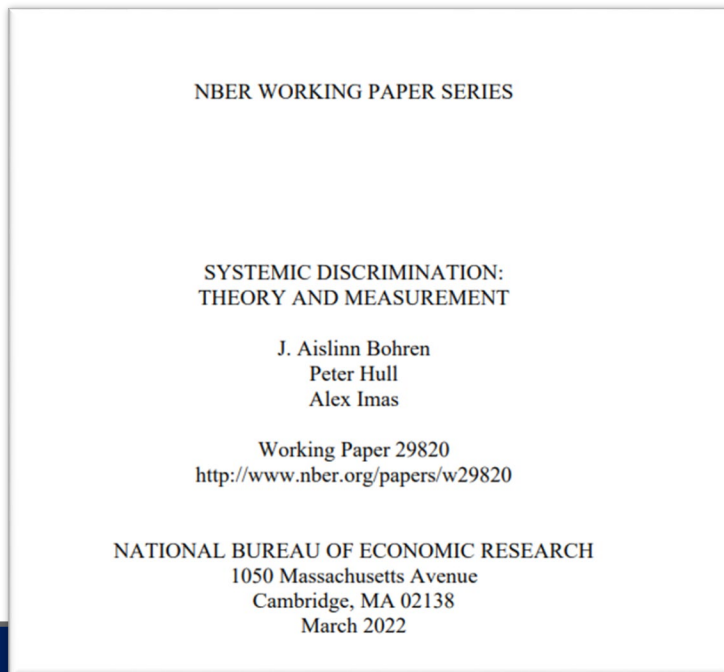 NBER WORKING PAPER SERIES
SYSTEMIC DISCRIMINATION:
THEORY AND MEASUREMENT
J. Aislinn Bohren
Peter Hull
Alex Imas
Working Paper 29820
http://www.nber.org/papers/w29820
NATIONAL BUREAU OF ECONOMIC RESEARCH
1050 Massachusetts Avenue
Cambridge, MA 02138
March 2022